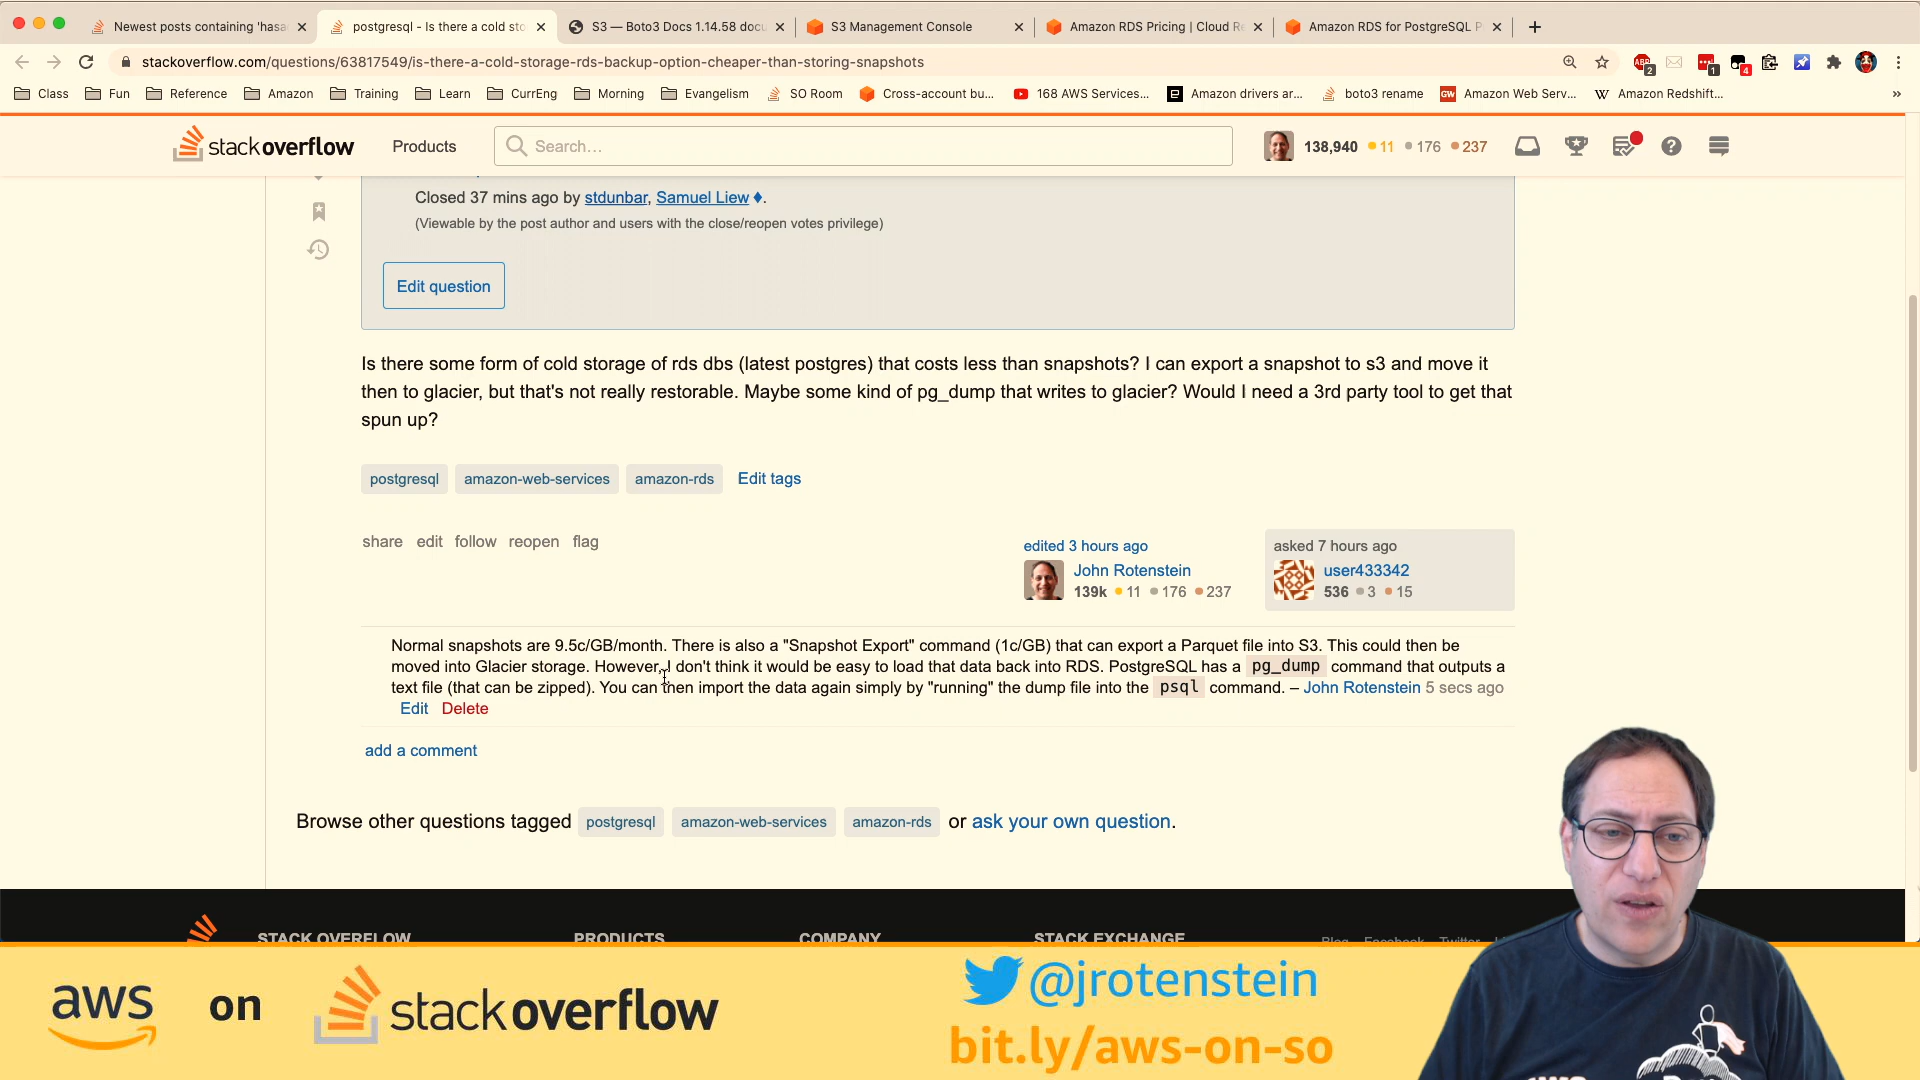 Newest posts containing 'hasa
postgresql - Is there a cold sto
S3 — Boto3 Docs 1.14.58 docu
S3 Management Console
Amazon RDS Pricing | Cloud Re
Amazon RDS for PostgreSQL P
stackoverflow.com/questions/63817549/is-there-a-cold-storage-rds-backup-option-cheaper-than-storing-snapshots
Class Fun Reference Amazon Training Learn CurrEng Morning Evangelism SO Room Cross-account bu... 168 AWS Services... Amazon drivers ar... boto3 rename Amazon Web Serv... Amazon Redshift... »
stackoverflow Products Search... 138,940 11 176 237
Closed 37 mins ago by stdunbar, Samuel Liew ♦.
(Viewable by the post author and users with the close/reopen votes privilege)
Edit question
Is there some form of cold storage of rds dbs (latest postgres) that costs less than snapshots? I can export a snapshot to s3 and move it
then to glacier, but that's not really restorable. Maybe some kind of pg_dump that writes to glacier? Would I need a 3rd party tool to get that
spun up?
postgresql amazon-web-services amazon-rds Edit tags
share edit follow reopen flag
edited 3 hours ago
John Rotenstein
139k 11 176 237
asked 7 hours ago
user433342
536 3 15
Normal snapshots are 9.5c/GB/month. There is also a "Snapshot Export" command (1c/GB) that can export a Parquet file into S3. This could then be
moved into Glacier storage. However, I don't think it would be easy to load that data back into RDS. PostgreSQL has a pg_dump command that outputs a
text file (that can be zipped). You can then import the data again simply by "running" the dump file into the psql command. – John Rotenstein 5 secs ago
Edit Delete
add a comment
Browse other questions tagged postgresql amazon-web-services amazon-rds or ask your own question.
STACK OVERFLOW PRODUCTS COMPANY STACK EXCHANGE
Blog Facebook Twitter
aws on stackoverflow
@jrotenstein
bit.ly/aws-on-so